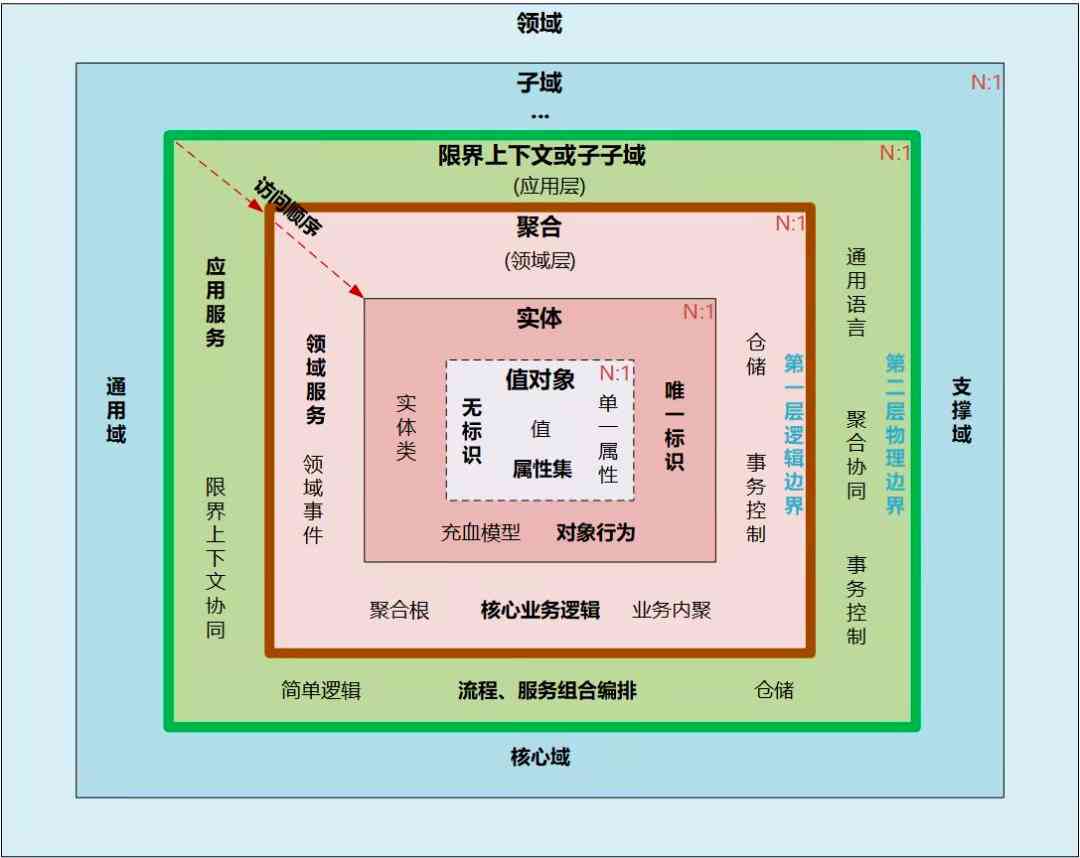 领域
子域
N:1
...
限界上下文或子子域
N:1
(应用层)
访问顺序
聚合
N:1
(领域层)
实体
N:1
值对象
N:1
无标识
值
单一属性
属性集
实体类
唯一标识
充血模型
对象行为
领域服务
领域事件
仓储
事务控制
第一层逻辑边界
聚合根
核心业务逻辑
业务内聚
应用服务
限界上下文协同
通用语言
聚合协同
事务控制
第二层物理边界
简单逻辑
流程、服务组合编排
仓储
通用域
支撑域
核心域